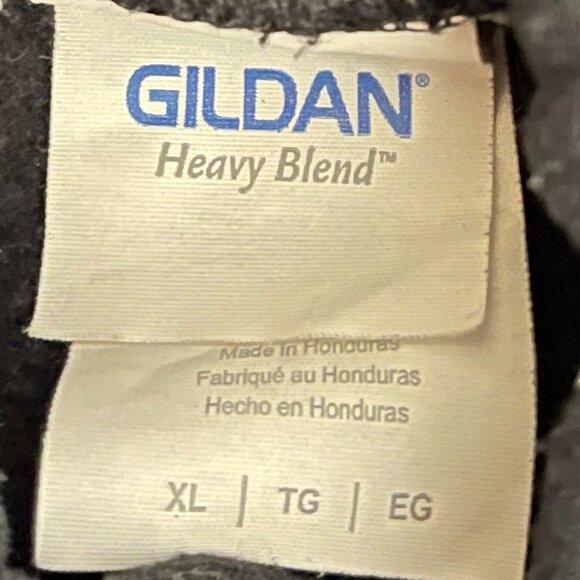 GILDAN®
Heavy Blend™
Made in Honduras
Fabriqué au Honduras
Hecho en Honduras
XL | TG | EG